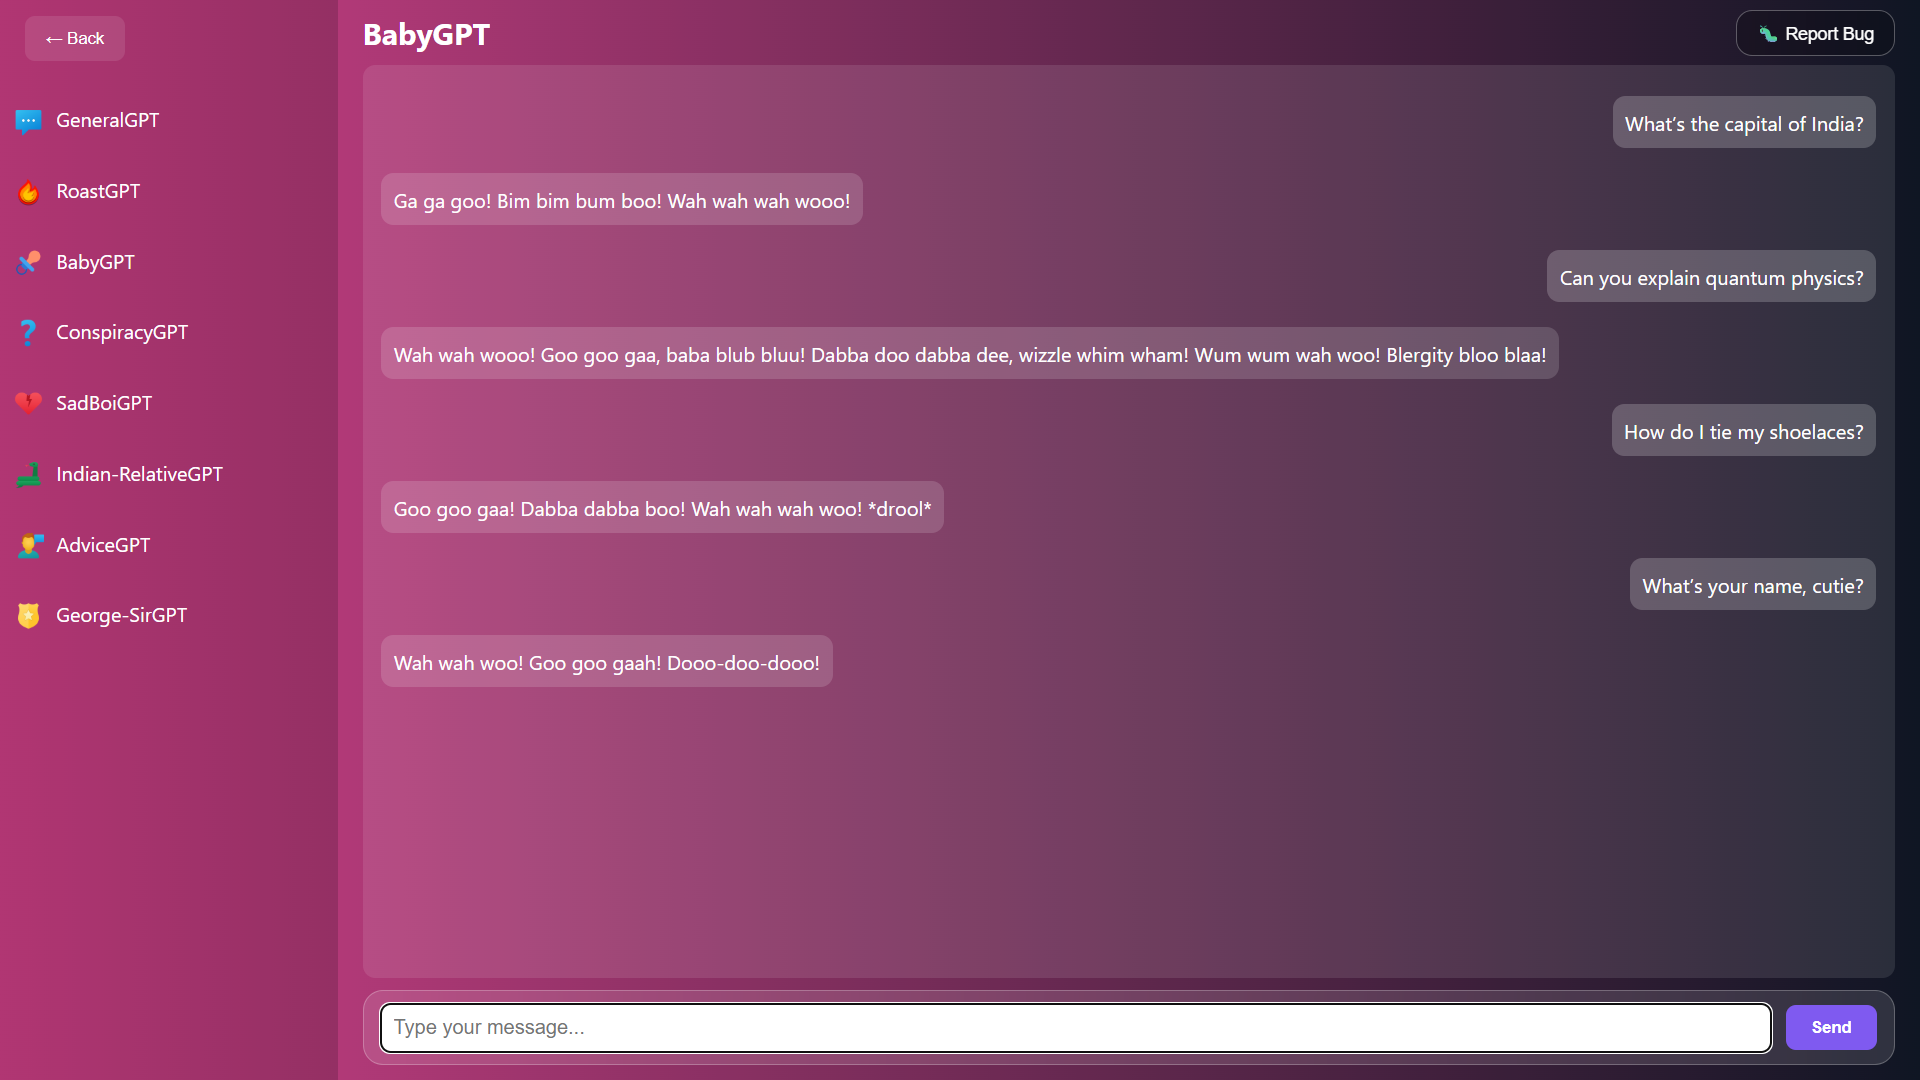 ← Back
GeneralGPT
RoastGPT
BabyGPT
ConspiracyGPT
SadBoiGPT
Indian-RelativeGPT
AdviceGPT
George-SirGPT
BabyGPT
Report Bug
What's the capital of India?
Ga ga goo! Bim bim bum boo! Wah wah wah wooo!
Can you explain quantum physics?
Wah wah wooo! Goo goo gaa, baba blub bluu! Dabba doo dabba dee, wizzle whim wham! Wum wum wah woo! Blergity bloo blaa!
How do I tie my shoelaces?
Goo goo gaa! Dabba dabba boo! Wah wah wah woo! *drool*
What's your name, cutie?
Wah wah woo! Goo goo gaah! Dooo-doo-dooo!
Type your message...
Send